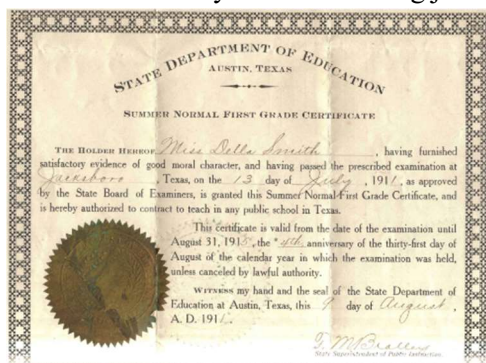 STATE DEPARTMENT OF EDUCATION
AUSTIN, TEXAS
SUMMER NORMAL FIRST GRADE CERTIFICATE
THE HOLDER HEREOF Miss Della Smith, having furnished
satisfactory evidence of good moral character, and having passed the prescribed examination at
Jacksboro, Texas, on the 13 day of July, 1911, as approved
by the State Board of Examiners, is granted this Summer Normal First Grade Certificate, and
is hereby authorized to contract to teach in any public school in Texas.
This certificate is valid from the date of the examination until
August 31, 1915, the "4th anniversary of the thirty-first day of
August of the calendar year in which the examination was held,
unless canceled by lawful authority.
WITNESS my hand and the seal of the State Department of
Education at Austin, Texas, this 9 day of August,
A. D. 1911.
State Superintendent of Public Instruction.